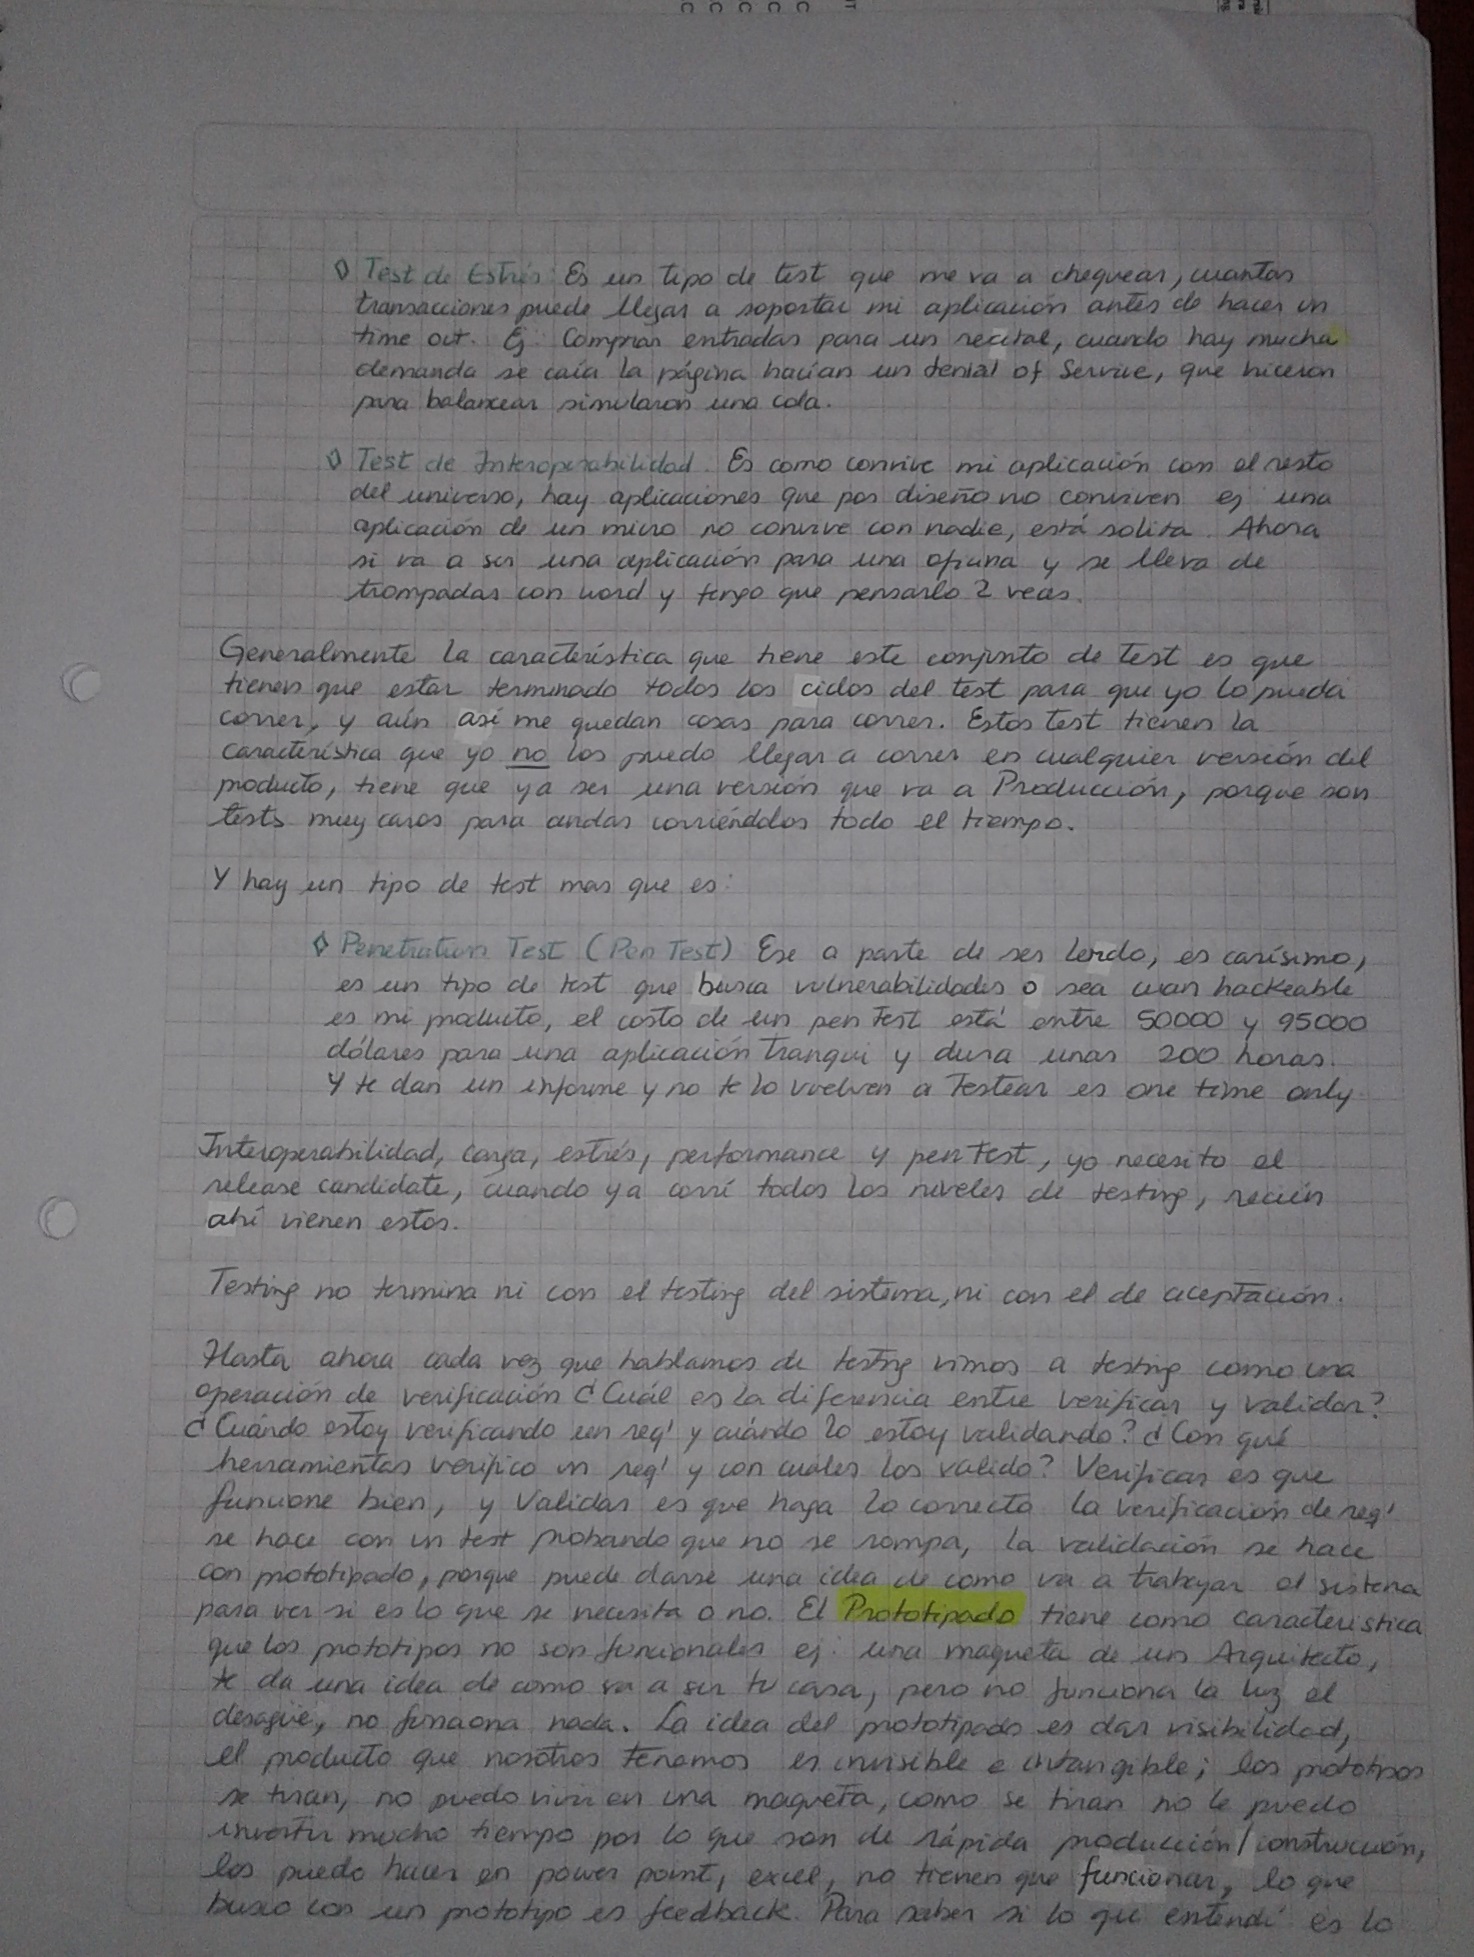 ◊ Test de Estrés: Es un tipo de test que me va a chequear, cuantas
transacciones puede llegar a soportar mi aplicación antes de hacer un
time out. Ej: Comprar entradas para un recital, cuando hay mucha
demanda se caía la página hacían un denial of Service, que hicieron
para balancear simularon una cola.
◊ Test de Interoperabilidad. Es como convive mi aplicación con el resto
del universo, hay aplicaciones que por diseño no conviven ej una
aplicación de un micro no convive con nadie, está solita. Ahora
si va a ser una aplicación para una oficina y se lleva de
trompadas con word y tengo que pensarlo 2 veces.
Generalmente la característica que tiene este conjunto de test es que
tienen que estar terminado todos los ciclos del test para que yo lo pueda
correr, y aún así me quedan cosas para correr. Estos test tienen la
característica que yo no los puedo llegar a correr en cualquier versión del
producto, tiene que ya ser una versión que va a Producción, porque son
tests muy caros para andar corriéndolos todo el tiempo.
Y hay un tipo de test mas que es:
◊ Penetration Test (Pen Test) Ese a parte de ser lerdo, es carísimo,
es un tipo de test que busca vulnerabilidades o sea cuan hackeable
es mi producto, el costo de un pen Test está entre 50000 y 95000
dólares para una aplicación tranqui y dura unas 200 horas.
Y te dan un informe y no te lo vuelven a Testear es one time only
Interoperabilidad, carga, estrés, performance y pen test, yo necesito el
release candidate, cuando ya corrí todos los niveles de testing, recién
ahí vienen estos.
Testing no termina ni con el testing del sistema, ni con el de aceptación.
Hasta ahora cada vez que hablamos de testing vimos a testing como una
operación de verificación ¿Cuál es la diferencia entre verificar y validar?
¿Cuándo estoy verificando un req' y cuándo lo estoy validando? ¿Con qué
herramientas verifico un req' y con cuales los valido? Verificar es que
funcione bien, y Validar es que haga lo correcto la verificación de req'
se hace con un test probando que no se rompa, la validación se hace
con prototipado, porque puede darse una idea de como va a trabajar el sistema
para ver si es lo que se necesita o no. El Prototipado tiene como característica
que los prototipos no son funcionales ej: una maqueta de un Arquitecto,
te da una idea de como va a ser tu casa, pero no funciona la luz el
desagüe, no funciona nada. La idea del prototipado es dar visibilidad,
el producto que nosotros tenemos es invisible e intangible; los prototipos
se tiran, no puedo vivir en una maqueta, como se tiran no le puedo
invertir mucho tiempo por lo que son de rápida producción/construcción,
los puedo hacer en power point, excel, no tienen que funcionar, lo que
busco con un prototipo es feedback. Para saber si lo que entendí es lo